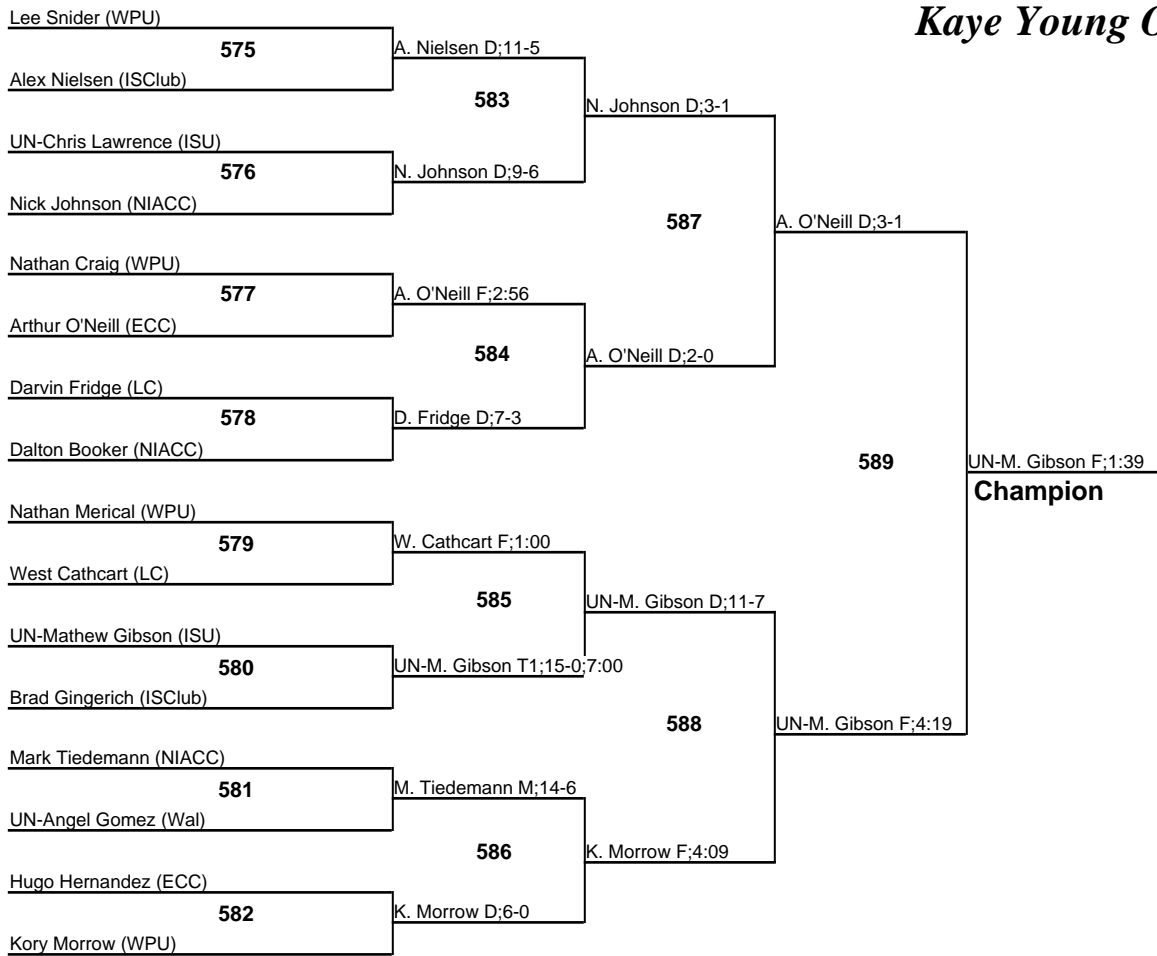 Kaye Young O
Lee Snider (WPU)
575
A. Nielsen D;11-5
Alex Nielsen (ISClub)
583
N. Johnson D;3-1
UN-Chris Lawrence (ISU)
576
N. Johnson D;9-6
Nick Johnson (NIACC)
587
A. O'Neill D;3-1
Nathan Craig (WPU)
577
A. O'Neill F;2:56
Arthur O'Neill (ECC)
584
A. O'Neill D;2-0
Darvin Fridge (LC)
578
D. Fridge D;7-3
Dalton Booker (NIACC)
589
UN-M. Gibson F;1:39
Champion
Nathan Merical (WPU)
579
W. Cathcart F;1:00
West Cathcart (LC)
585
UN-M. Gibson D;11-7
UN-Mathew Gibson (ISU)
580
UN-M. Gibson T1;15-0;7:00
Brad Gingerich (ISClub)
588
UN-M. Gibson F;4:19
Mark Tiedemann (NIACC)
581
M. Tiedemann M;14-6
UN-Angel Gomez (Wal)
586
K. Morrow F;4:09
Hugo Hernandez (ECC)
582
K. Morrow D;6-0
Kory Morrow (WPU)